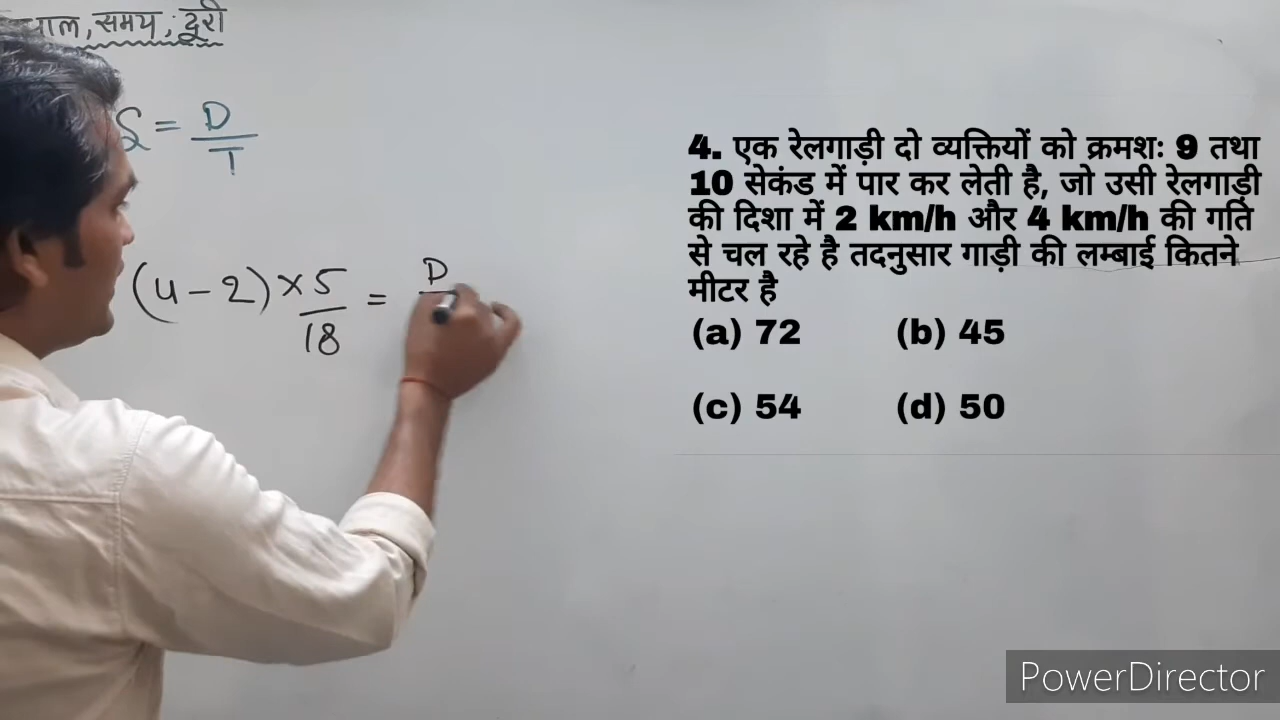 समय, दूरी
S = D
T
(4-2) × 5 = D
18
4. एक रेलगाड़ी दो व्यक्तियों को क्रमशः 9 तथा
10 सेकंड में पार कर लेती है, जो उसी रेलगाड़ी
की दिशा में 2 km/h और 4 km/h की गति
से चल रहे है तदनुसार गाड़ी की लम्बाई कितने
मीटर है
(a) 72 (b) 45
(c) 54 (d) 50
PowerDirector